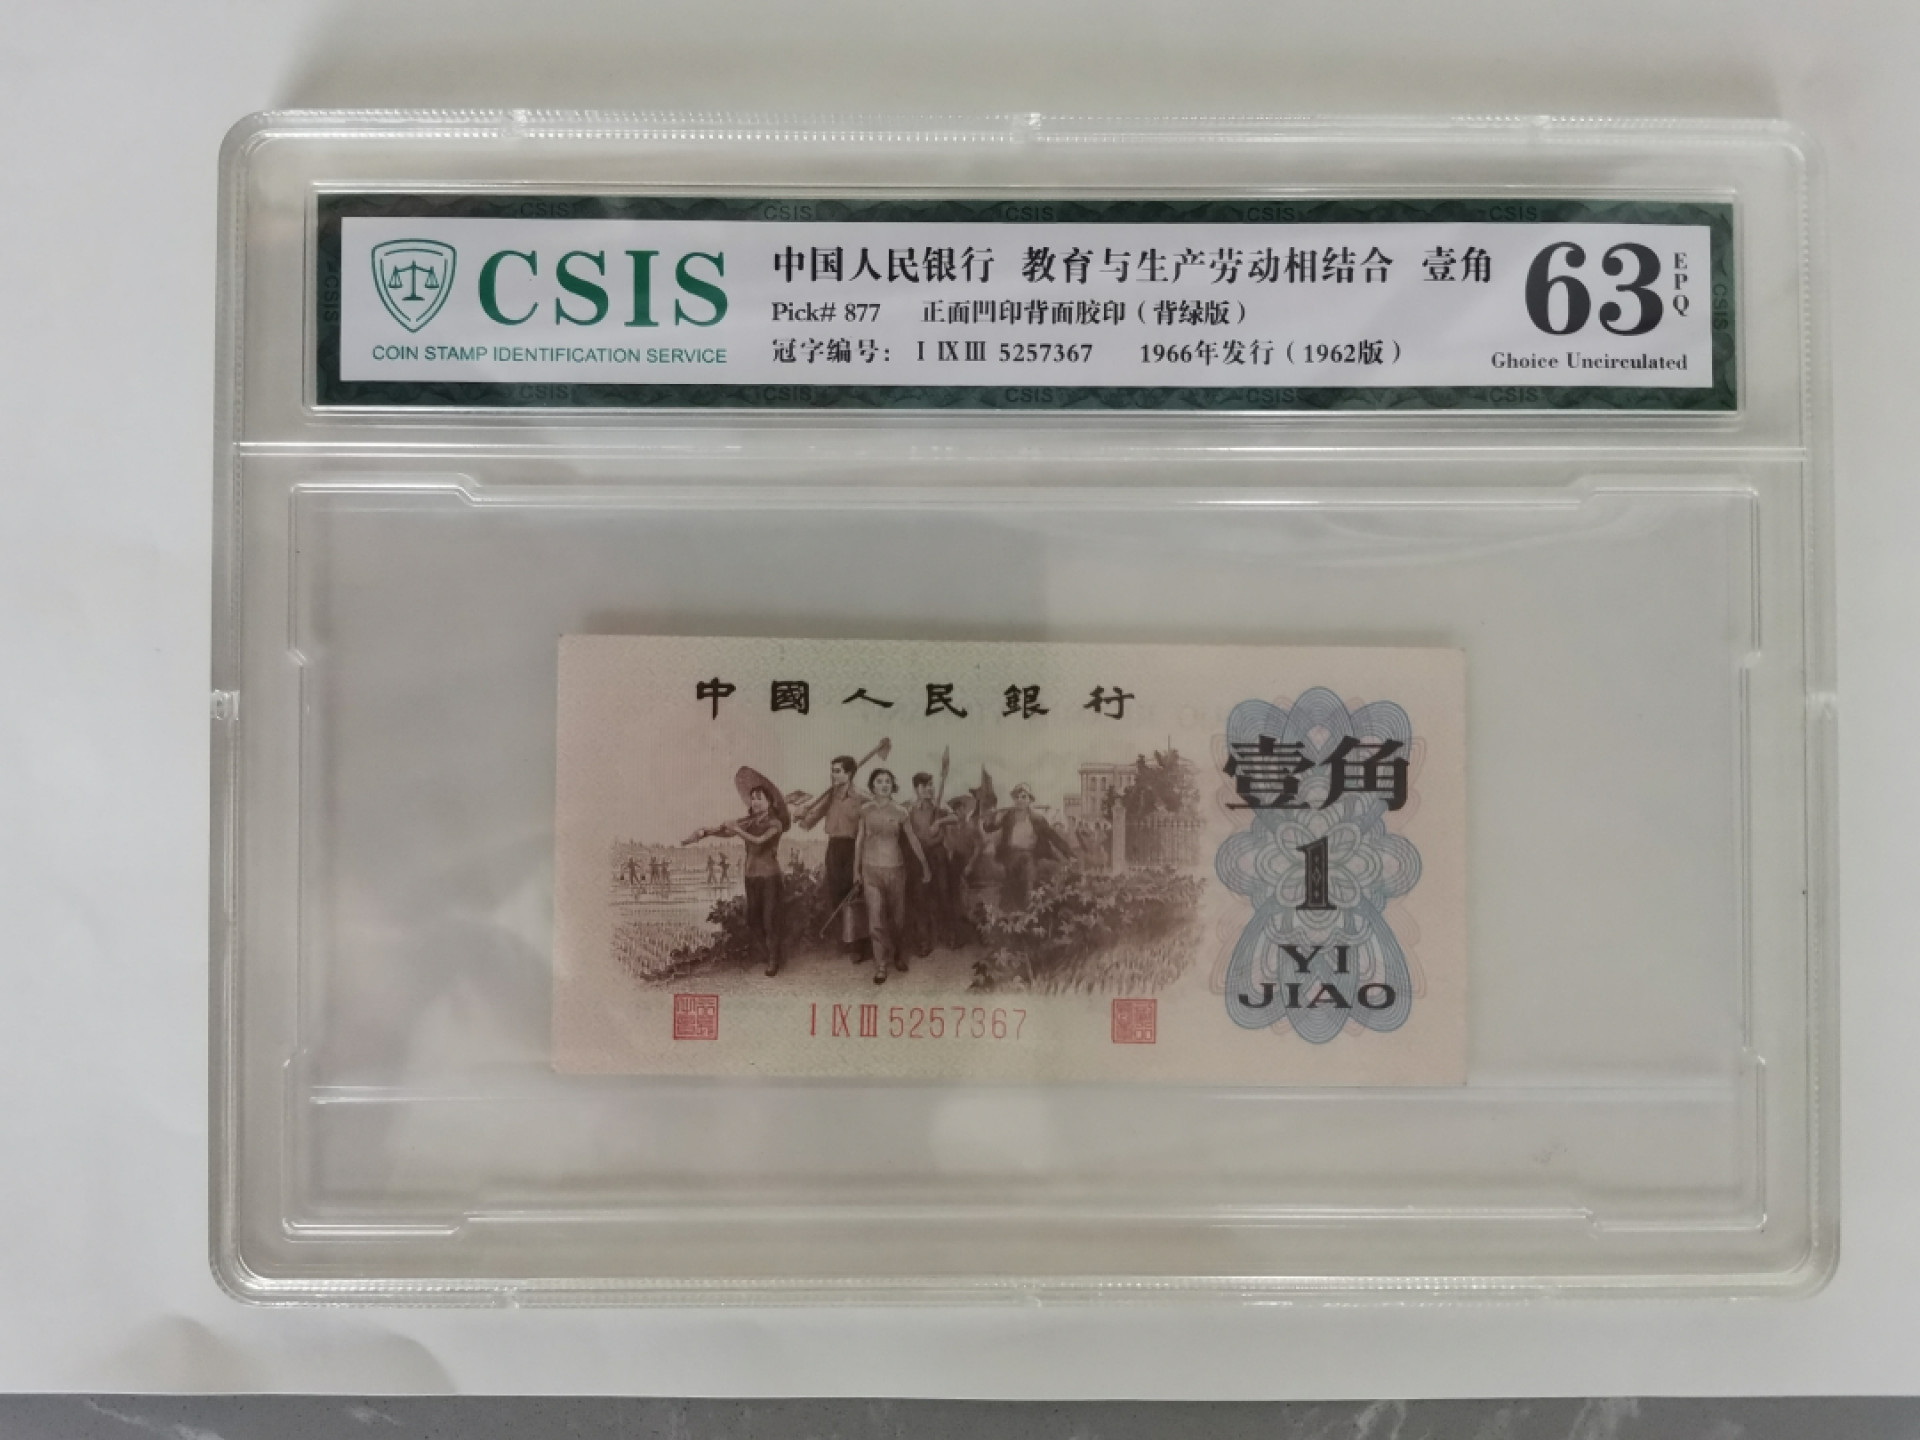 CSIS
COIN STAMP IDENTIFICATION SERVICE
中国人民银行 教育与生产劳动相结合 壹角
Pick# 877 正面凹印背面胶印(背绿版)
冠字编号: I IX III 5257367 1966年发行(1962版)
63
EPQ
Ghoice Uncirculated
中國人民銀行
壹角
1
YI
JIAO
I IX III 5257367